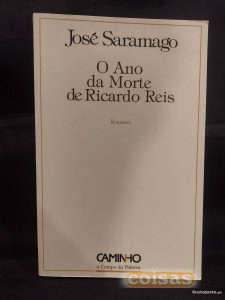 José Saramago
O Ano
da Morte
de Ricardo Reis
Romance
CAMINHO
o Campo da Palavra
coisas